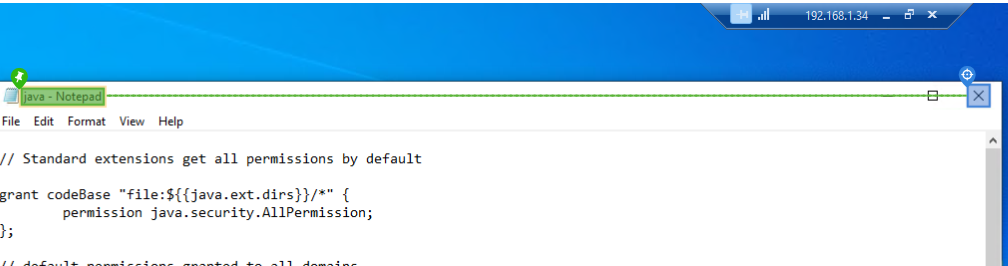 192.168.1.34
java - Notepad
File Edit Format View Help
// Standard extensions get all permissions by default
grant codeBase "file:${{java.ext.dirs}}/*" {
        permission java.security.AllPermission;
};
// default permissions granted to all domains